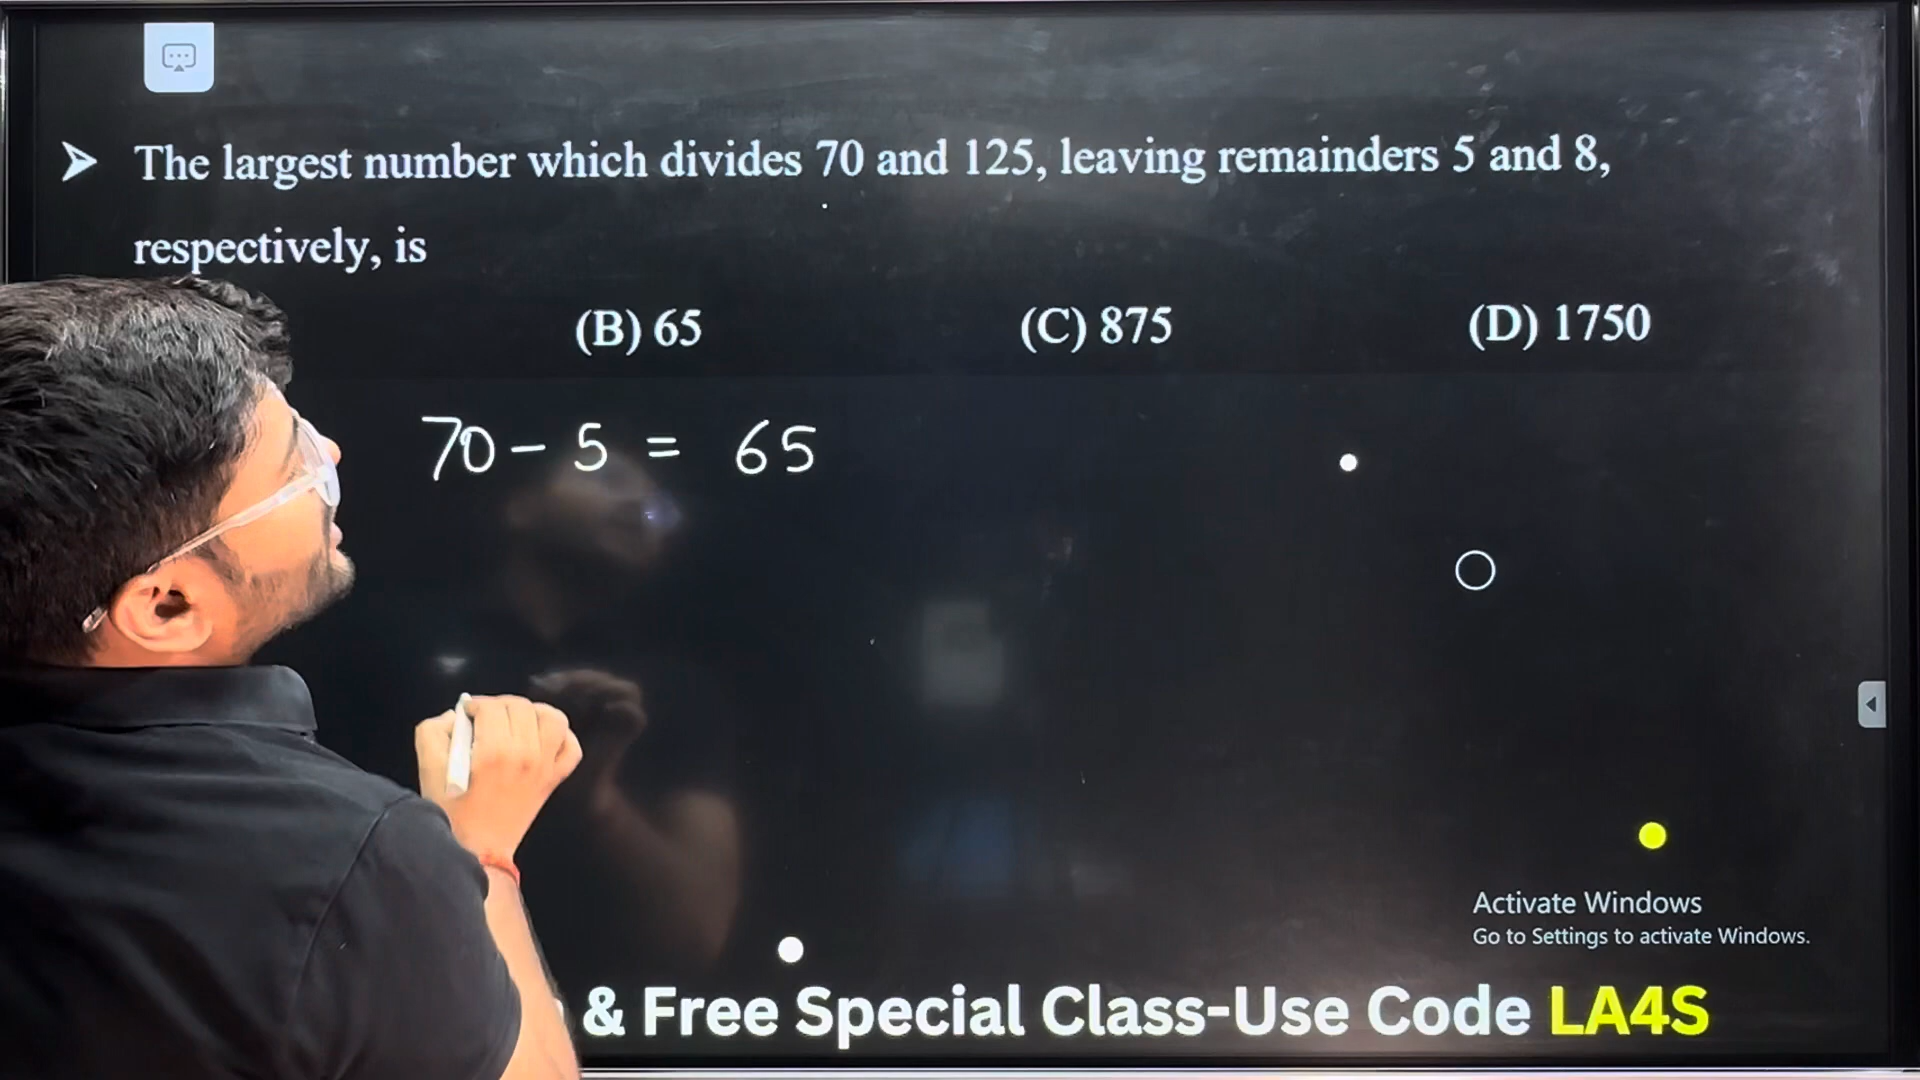 ➤ The largest number which divides 70 and 125, leaving remainders 5 and 8,
respectively, is
(B) 65 (C) 875 (D) 1750
70 - 5 = 65
Activate Windows
Go to Settings to activate Windows.
& Free Special Class-Use Code LA4S